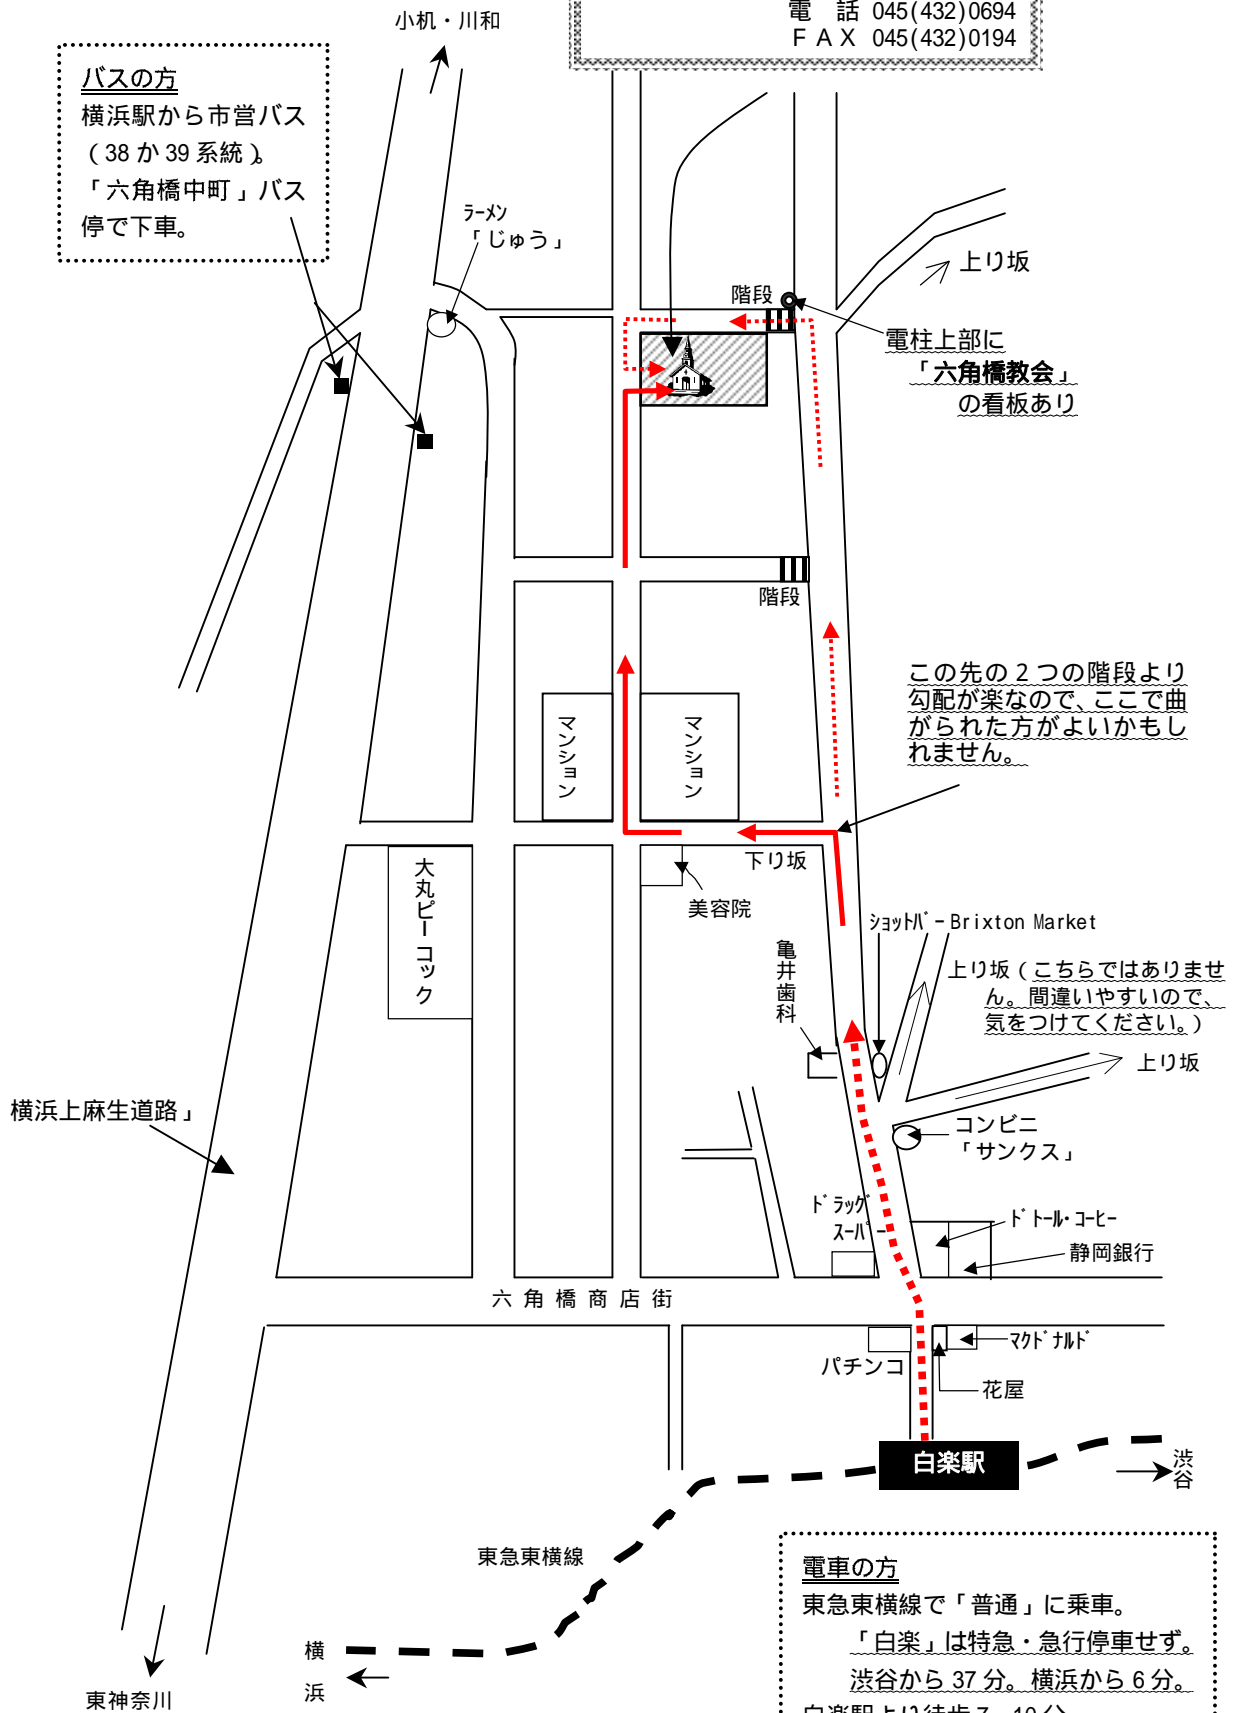 電　話 045(432)0694
ＦＡＸ 045(432)0194
小机・川和
バスの方
横浜駅から市営バス
（38 か 39 系統）。
「六角橋中町」バス
停で下車。
ﾗｰﾒﾝ
「じゅう」
上り坂
階段
電柱上部に
「六角橋教会」
の看板あり
階段
この先の２つの階段より
勾配が楽なので、ここで曲
がられた方がよいかもし
れません。
マンション
マンション
下り坂
大丸ピーコック
美容院
ｼｮｯﾄﾊﾞｰ Brixton Market
亀井歯科
上り坂（こちらではありませ
ん。間違いやすいので、
気をつけてください。）
上り坂
横浜上麻生道路」
コンビニ
「サンクス」
ﾄﾞﾗｯｸﾞ
ｽｰﾊﾟｰ
ﾄﾞﾄｰﾙ･ｺｰﾋｰ
静岡銀行
六角橋商店街
ﾏｸﾄﾞﾅﾙﾄﾞ
パチンコ
花屋
白楽駅
渋谷
東急東横線
横浜
東神奈川
電車の方
東急東横線で「普通」に乗車。
「白楽」は特急・急行停車せず。
渋谷から 37 分。横浜から 6 分。
白楽駅より徒歩 7 10 分